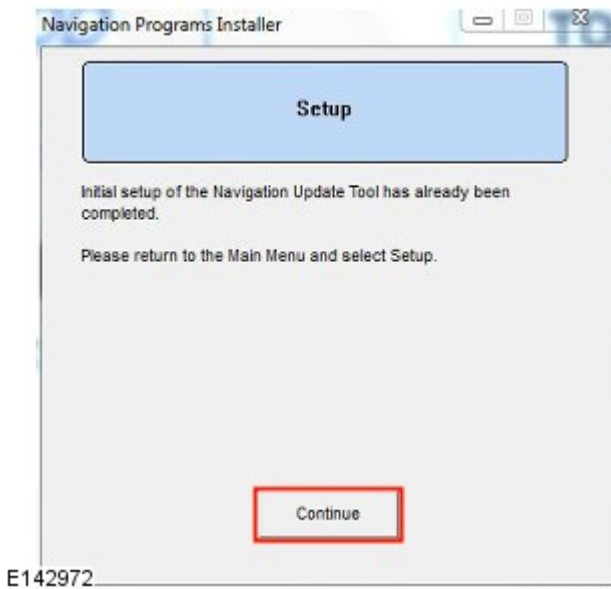 Navigation Programs Installer
Setup
Initial setup of the Navigation Update Tool has already been
completed.
Please return to the Main Menu and select Setup.
Continue
E142972